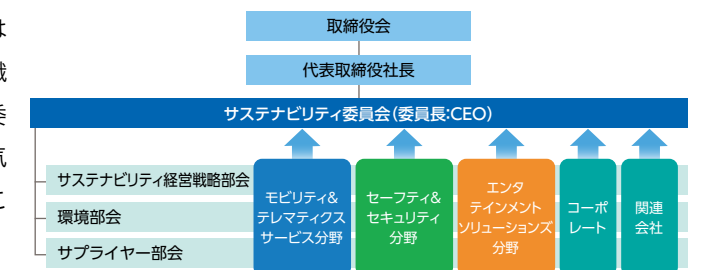 は
取締役会
代表取締役社長
サステナビリティ委員会(委員長:CEO)
委
気
サステナビリティ経営戦略部会
環境部会
サプライヤー部会
モビリティ&
テレマティクス
サービス分野
セーフティ&
セキュリティ
分野
エンタ
テインメント
ソリューションズ
分野
コーポ
レート
関連
会社